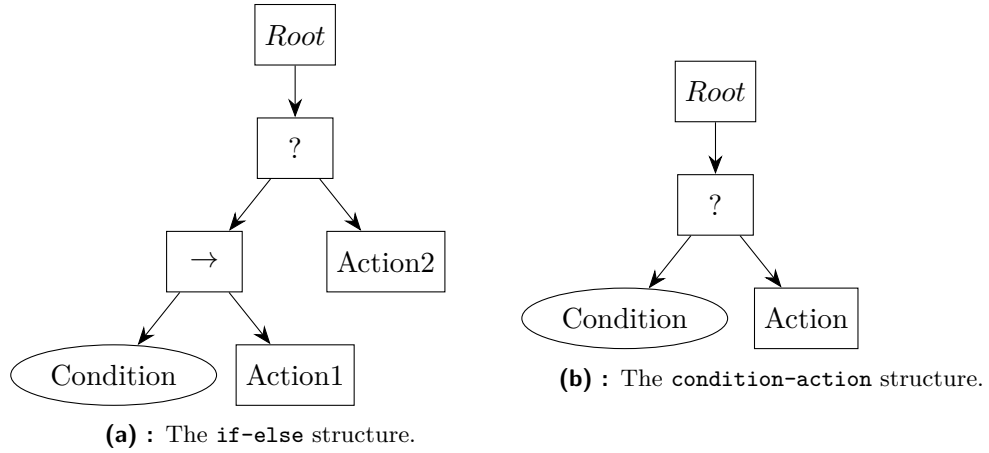 Root
?
→
Action2
Condition
Action1
(a) : The if-else structure.
Root
?
Condition
Action
(b) : The condition-action structure.